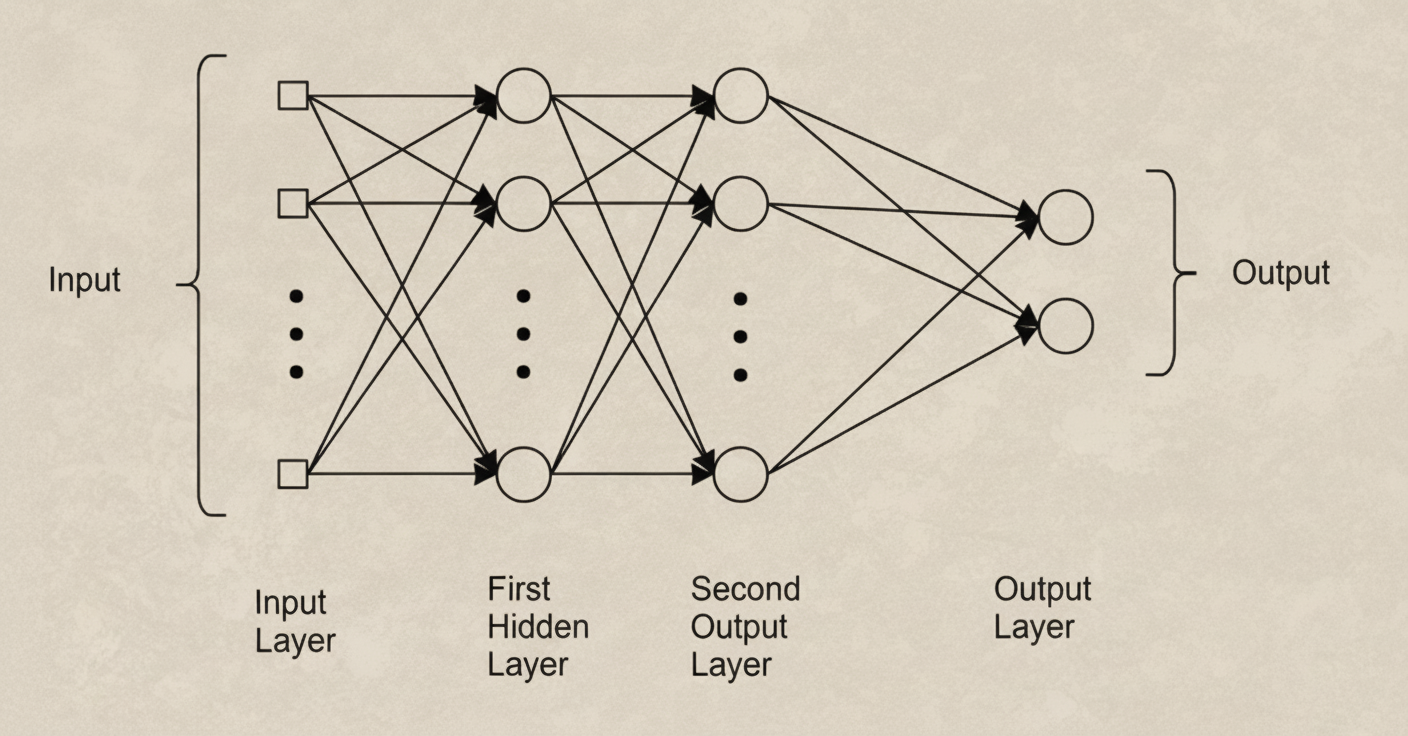 Input
Output
Input
Layer
First
Hidden
Layer
Second
Output
Layer
Output
Layer